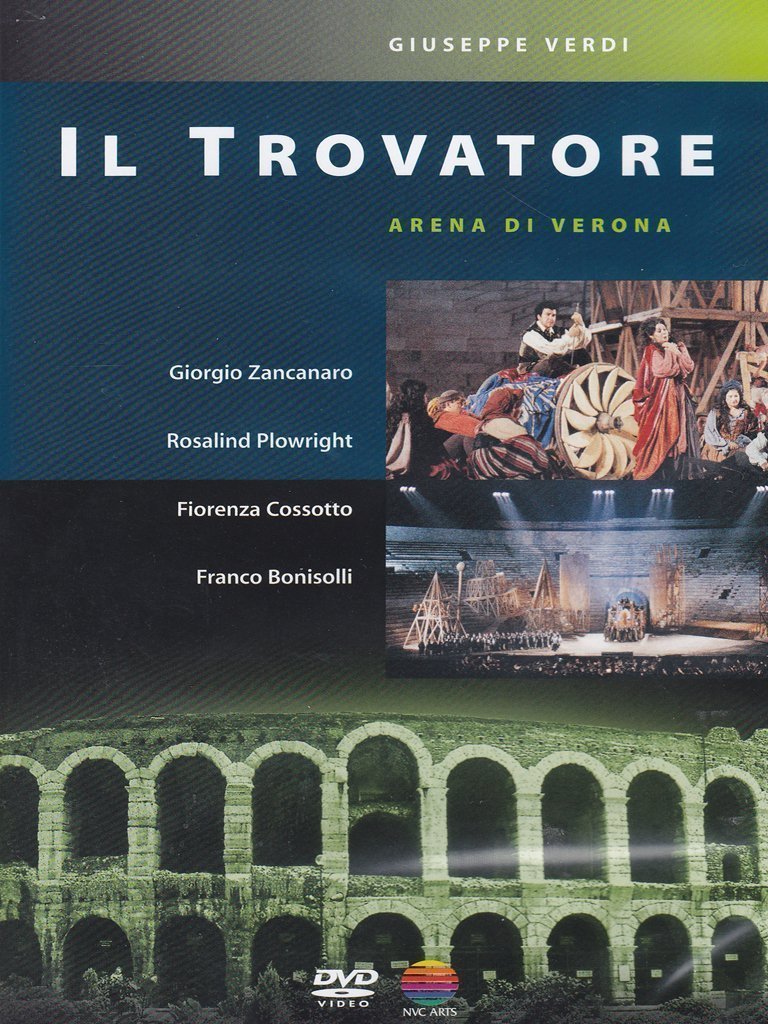 GIUSEPPE VERDI
IL TROVATORE
ARENA DI VERONA
Giorgio Zancanaro
Rosalind Plowright
Fiorenza Cossotto
Franco Bonisolli
DVD
VIDEO
NVC ARTS